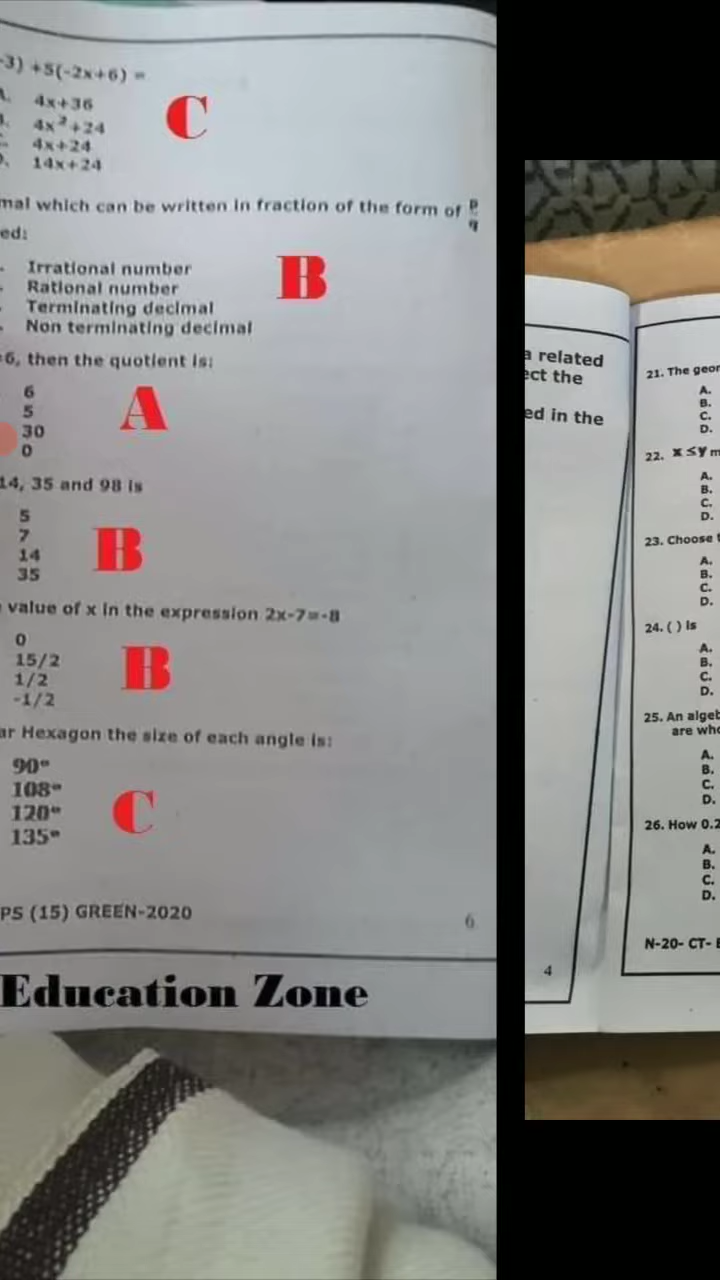 -3) +5(-2x+6) =
A. 4x+36
B. 4x²+24
C. 4x+24
D. 14x+24
C
mal which can be written in fraction of the form of p/q
ed:
Irrational number
Rational number
Terminating decimal
Non terminating decimal
B
6, then the quotient is:
6
5
30
0
A
14, 35 and 98 is
5
7
14
35
B
value of x in the expression 2x-7=-8
0
15/2
1/2
-1/2
B
ar Hexagon the size of each angle is:
90°
108°
120°
135°
C
PS (15) GREEN-2020
6
Education Zone
a related
ect the
ed in the
4
21. The geor
A.
B.
C.
D.
22. x ≤ y m
A.
B.
C.
D.
23. Choose t
A.
B.
C.
D.
24. ( ) is
A.
B.
C.
D.
25. An algeb
are who
A.
B.
C.
D.
26. How 0.2
A.
B.
C.
D.
N-20- CT- E